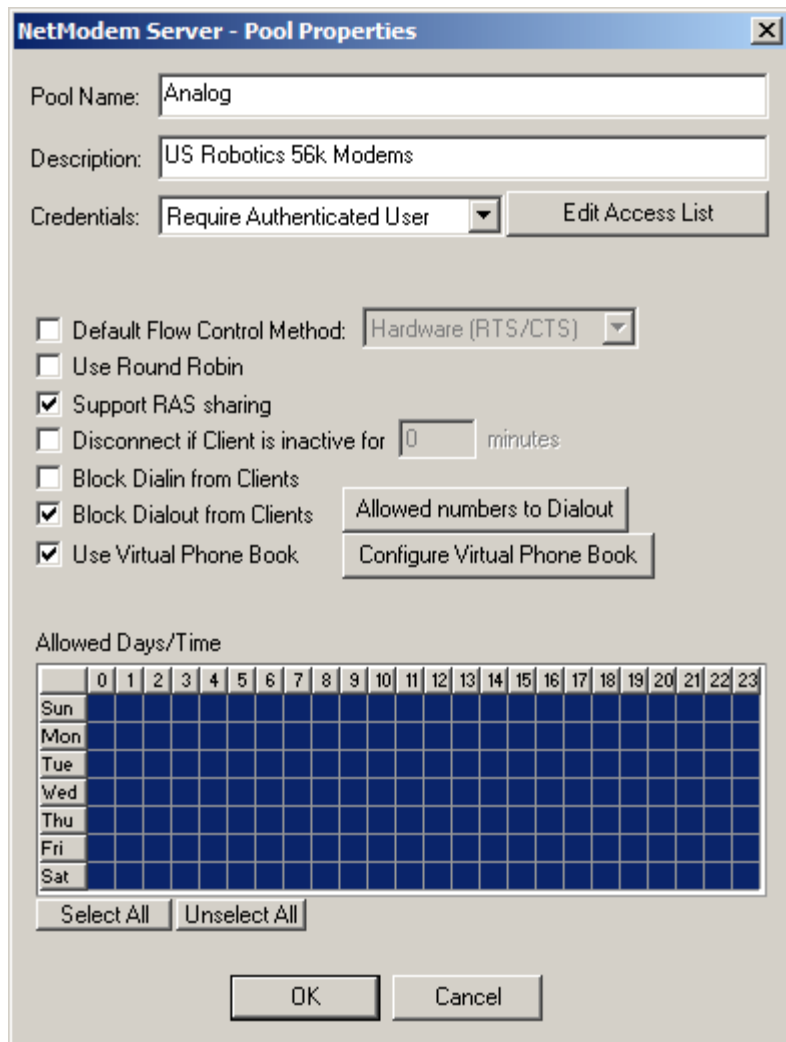 NetModem Server - Pool Properties
Pool Name: Analog
Description: US Robotics 56k Modems
Credentials: Require Authenticated User Edit Access List
Default Flow Control Method: Hardware (RTS/CTS)
Use Round Robin
Support RAS sharing
Disconnect if Client is inactive for 0 minutes
Block Dialin from Clients
Block Dialout from Clients Allowed numbers to Dialout
Use Virtual Phone Book Configure Virtual Phone Book
Allowed Days/Time
0 1 2 3 4 5 6 7 8 9 10 11 12 13 14 15 16 17 18 19 20 21 22 23
Sun
Mon
Tue
Wed
Thu
Fri
Sat
Select All Unselect All
OK Cancel